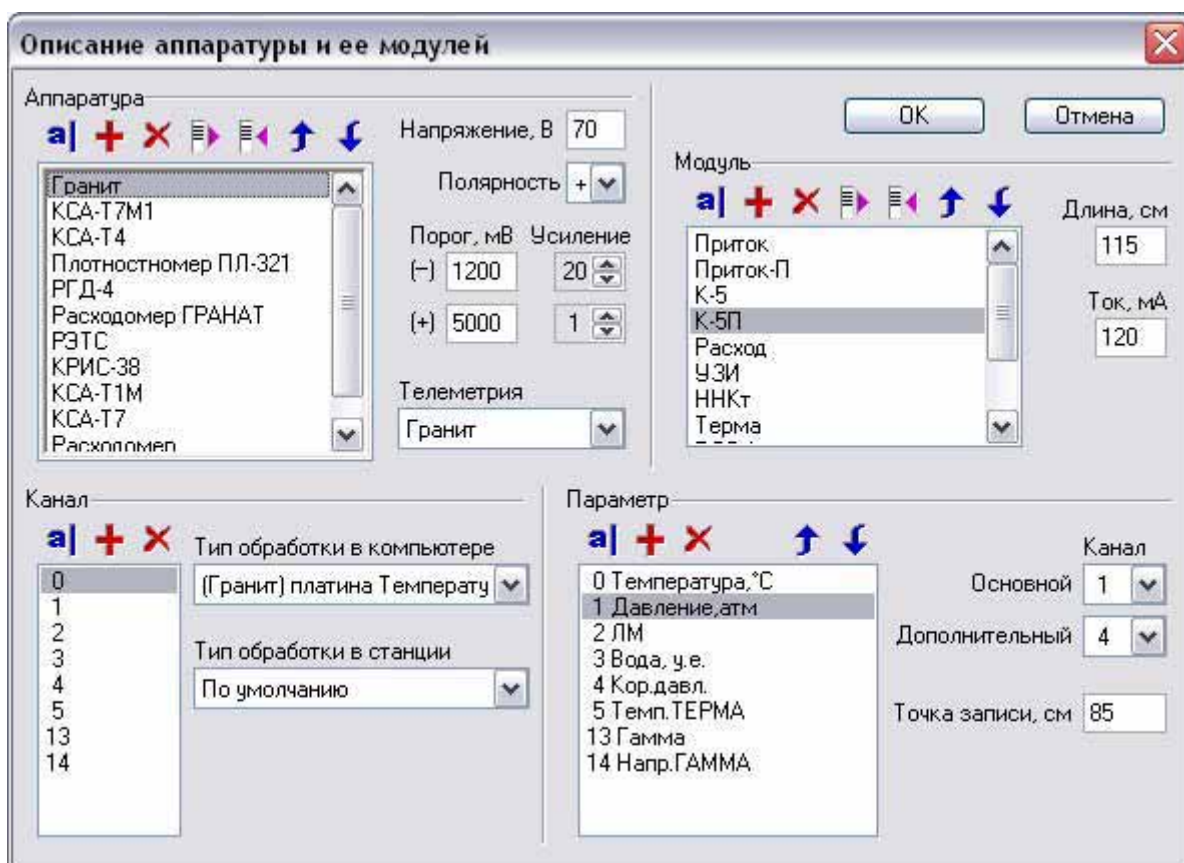 Описание аппаратуры и ее модулей
Аппаратура
a|
Гранит
КСА-Т7М1
КСА-Т4
Плотностномер ПЛ-321
РГД-4
Расходомер ГРАНАТ
РЭТС
КРИС-38
КСА-Т1М
КСА-Т7
Расходомер
Напряжение, В 70
Полярность +
Порог, мВ Усиление
(-) 1200 20
(+) 5000 1
Телеметрия
Гранит
OK Отмена
Модуль
a|
Приток
Приток-П
К-5
К-5П
Расход
УЗИ
ННКт
Терма
Длина, см
115
Ток, мА
120
Канал
a|
0
1
2
3
4
5
13
14
Тип обработки в компьютере
(Гранит) платина Температу
Тип обработки в станции
По умолчанию
Параметр
a|
0 Температура,°С
1 Давление,атм
2 ЛМ
3 Вода, у.е.
4 Кор.давл.
5 Темп.ТЕРМА
13 Гамма
14 Напр.ГАММА
Канал
Основной 1
Дополнительный 4
Точка записи, см 85